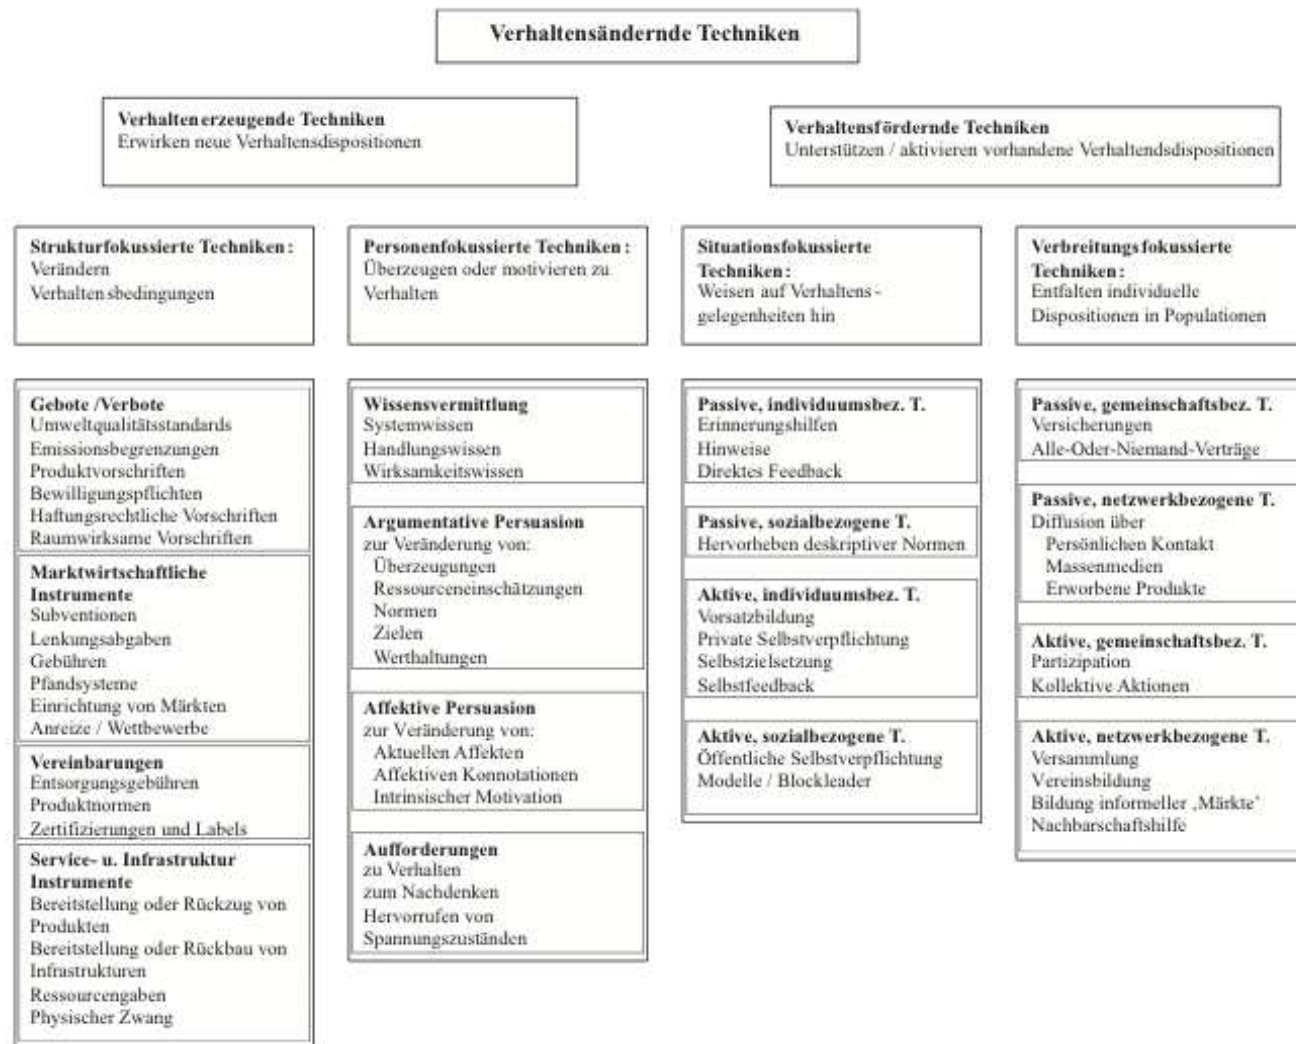 Verhaltensändernde Techniken
Verhaltenerzeugende Techniken
Erwirken neue Verhaltensdispositionen
Verhaltensfördernde Techniken
Unterstützen / aktivieren vorhandene Verhaltendsdispositionen
Strukturfokussierte Techniken:
Verändern
Verhaltensbedingungen
Personenfokussierte Techniken:
Überzeugen oder motivieren zu
Verhalten
Situationsfokussierte
Techniken:
Weisen auf Verhaltens-
gelegenheiten hin
Verbreitungsfokussierte
Techniken:
Entfalten individuelle
Dispositionen in Populationen
Gebote /Verbote
Umweltqualitätsstandards
Emissionsbegrenzungen
Produktvorschriften
Bewilligungspflichten
Haftungsrechtliche Vorschriften
Raumwirksame Vorschriften
Marktwirtschaftliche
Instrumente
Subventionen
Lenkungsabgaben
Gebühren
Pfandsysteme
Einrichtung von Märkten
Anreize / Wettbewerbe
Vereinbarungen
Entsorgungsgebühren
Produktnormen
Zertifizierungen und Labels
Service- u. Infrastruktur
Instrumente
Bereitstellung oder Rückzug von
Produkten
Bereitstellung oder Rückbau von
Infrastrukturen
Ressourcengaben
Physischer Zwang
Wissensvermittlung
Systemwissen
Handlungswissen
Wirksamkeitswissen
Argumentative Persuasion
zur Veränderung von:
Überzeugungen
Ressourceneinschätzungen
Normen
Zielen
Werthaltungen
Affektive Persuasion
zur Veränderung von:
Aktuellen Affekten
Affektiven Konnotationen
Intrinsischer Motivation
Aufforderungen
zu Verhalten
zum Nachdenken
Hervorrufen von
Spannungszuständen
Passive, individuumsbez. T.
Erinnerungshilfen
Hinweise
Direktes Feedback
Passive, sozialbezogene T.
Hervorheben deskriptiver Normen
Aktive, individuumsbez. T.
Vorsatzbildung
Private Selbstverpflichtung
Selbstzielsetzung
Selbstfeedback
Aktive, sozialbezogene T.
Öffentliche Selbstverpflichtung
Modelle / Blockleader
Passive, gemeinschaftsbez. T.
Versicherungen
Alle-Oder-Niemand-Verträge
Passive, netzwerkbezogene T.
Diffusion über
Persönlichen Kontakt
Massenmedien
Erworbene Produkte
Aktive, gemeinschaftsbez. T.
Partizipation
Kollektive Aktionen
Aktive, netzwerkbezogene T.
Versammlung
Vereinsbildung
Bildung informeller ‚Märkte'
Nachbarschaftshilfe